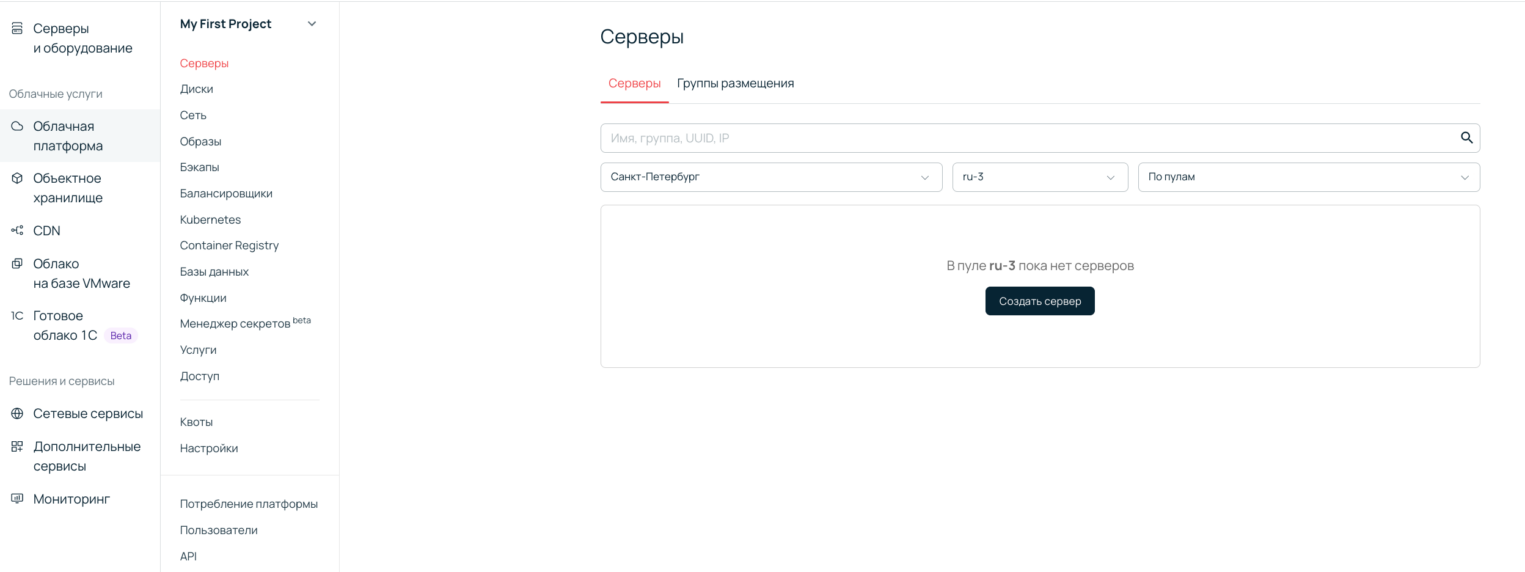 Серверы
и оборудование
Облачные услуги
Облачная
платформа
Объектное
хранилище
CDN
Облако
на базе VMware
1C Готовое
облако 1С Beta
Решения и сервисы
Сетевые сервисы
Дополнительные
сервисы
Мониторинг
My First Project
Серверы
Диски
Сеть
Образы
Бэкапы
Балансировщики
Kubernetes
Container Registry
Базы данных
Функции
Менеджер секретов beta
Услуги
Доступ
Квоты
Настройки
Потребление платформы
Пользователи
API
Серверы
Серверы Группы размещения
Имя, группа, UUID, IP
Санкт-Петербург ru-3 По пулам
В пуле ru-3 пока нет серверов
Создать сервер